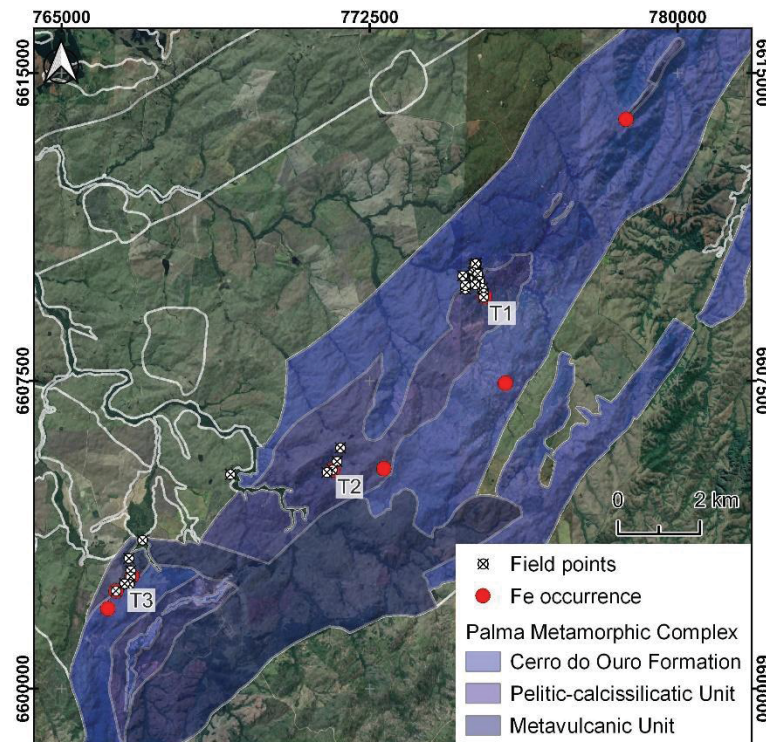 765000 772500 780000
6615000 6615000
T1
6607500 6607500
T2
0 2 km
T3
Field points
Fe occurrence
Palma Metamorphic Complex
Cerro do Ouro Formation
Pelitic-calcissilicatic Unit
Metavulcanic Unit
6600000 6600000